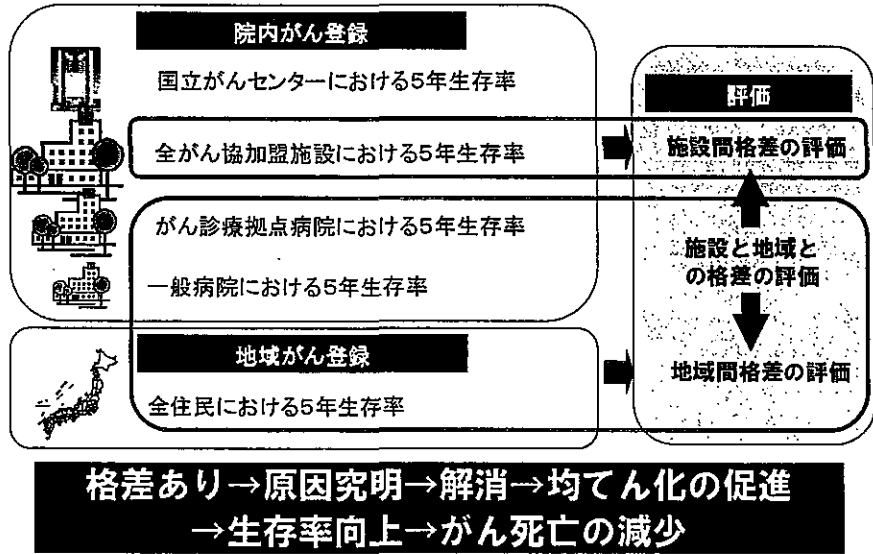 院内がん登録
国立がんセンターにおける5年生存率
全がん協加盟施設における5年生存率
がん診療拠点病院における5年生存率
一般病院における5年生存率
地域がん登録
全住民における5年生存率
評価
施設間格差の評価
施設と地域と
の格差の評価
地域間格差の評価
格差あり→原因究明→解消→均てん化の促進
→生存率向上→がん死亡の減少